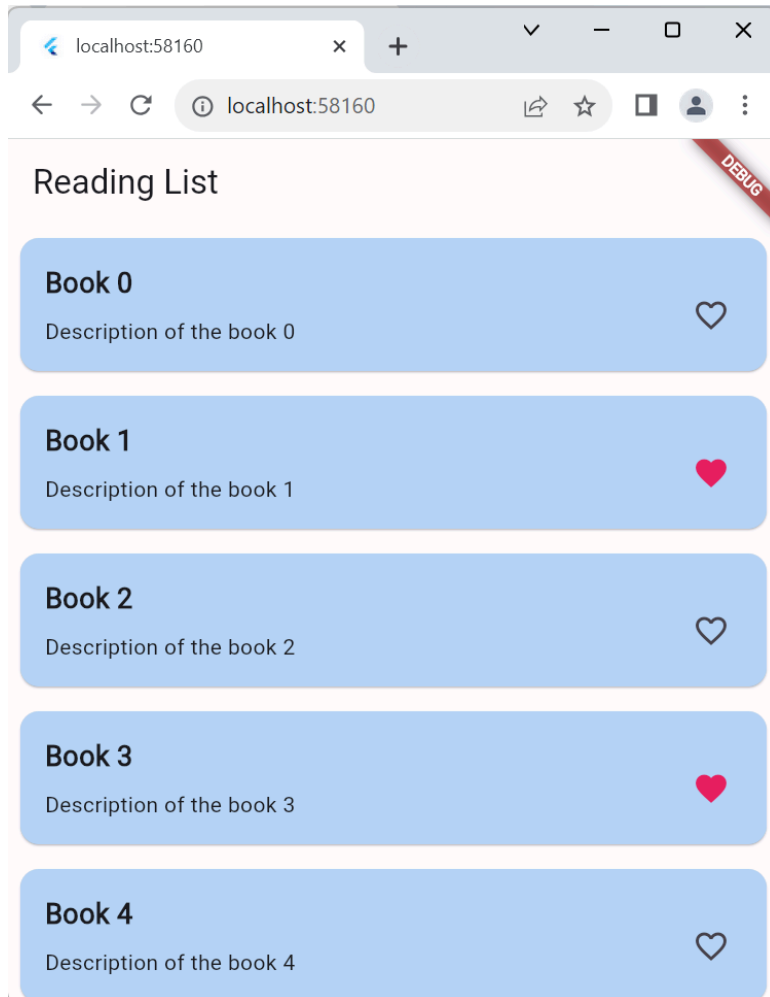 localhost:58160
localhost:58160
Reading List
DEBUG
Book 0
Description of the book 0
Book 1
Description of the book 1
Book 2
Description of the book 2
Book 3
Description of the book 3
Book 4
Description of the book 4